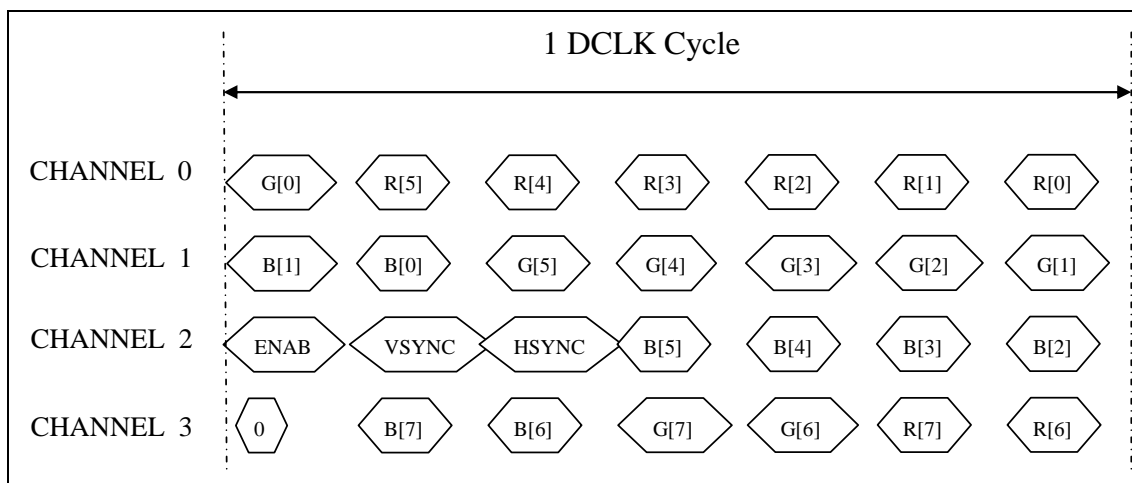 1 DCLK Cycle
CHANNEL 0 G[0] R[5] R[4] R[3] R[2] R[1] R[0]
CHANNEL 1 B[1] B[0] G[5] G[4] G[3] G[2] G[1]
CHANNEL 2 ENAB VSYNC HSYNC B[5] B[4] B[3] B[2]
CHANNEL 3 0 B[7] B[6] G[7] G[6] R[7] R[6]